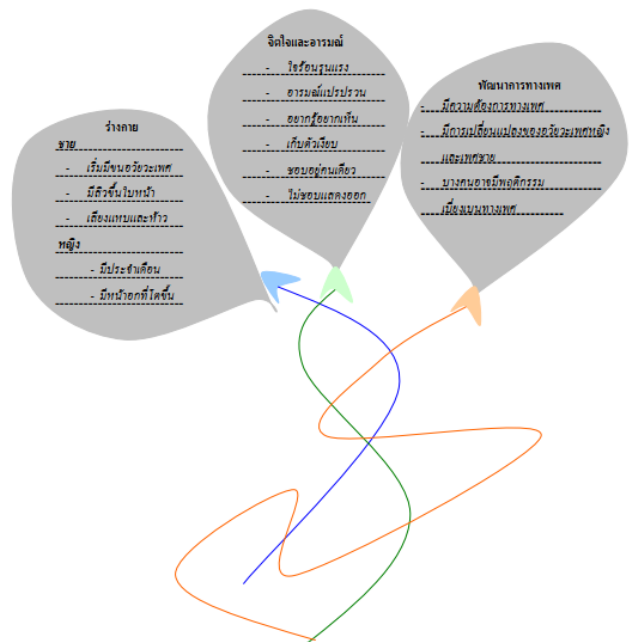 ร่างกาย
ชาย
- เริ่มมีขนอวัยวะเพศ
- มีสิวขึ้นใบหน้า
- เสียงแหบและห้าว
หญิง
- มีประจำเดือน
- มีหน้าอกที่โตขึ้น
จิตใจและอารมณ์
- ใจร้อนรุนแรง
- อารมณ์แปรปรวน
- อยากรู้อยากเห็น
- เก็บตัวเงียบ
- ชอบอยู่คนเดียว
- ไม่ชอบแสดงออก
พัฒนาการทางเพศ
- มีความต้องการทางเพศ
- มีการเปลี่ยนแปลงของอวัยวะเพศหญิง
และเพศชาย
- บางคนอาจมีพฤติกรรม
เบี่ยงเบนทางเพศ